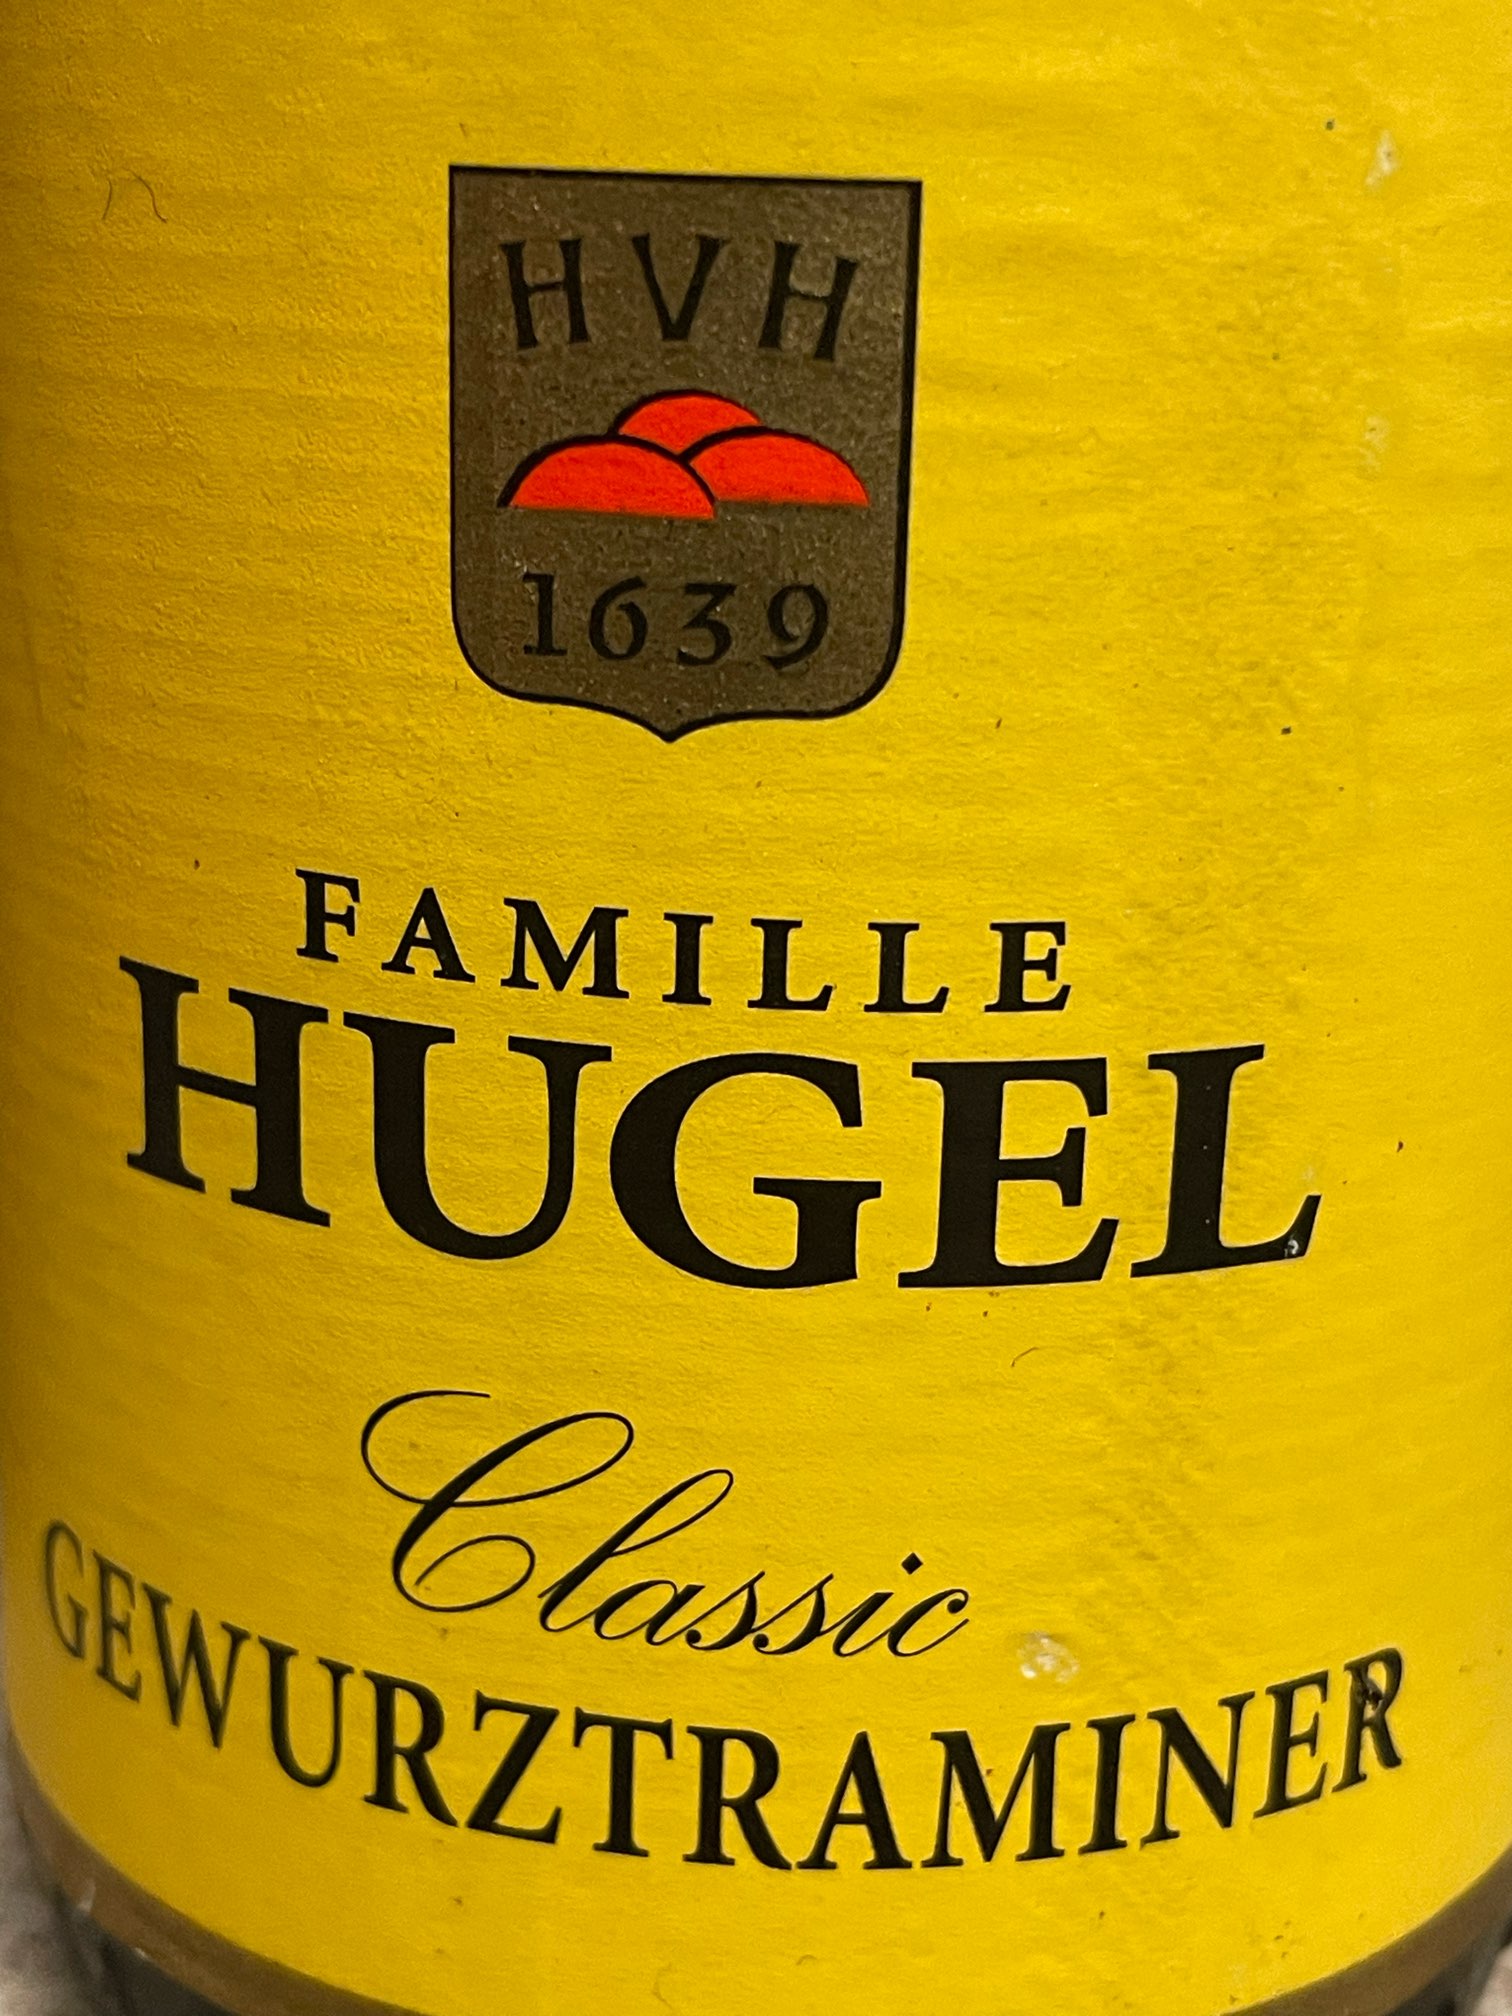 HVH
1639
FAMILLE
HUGEL
Classic
GEWURZTRAMINER